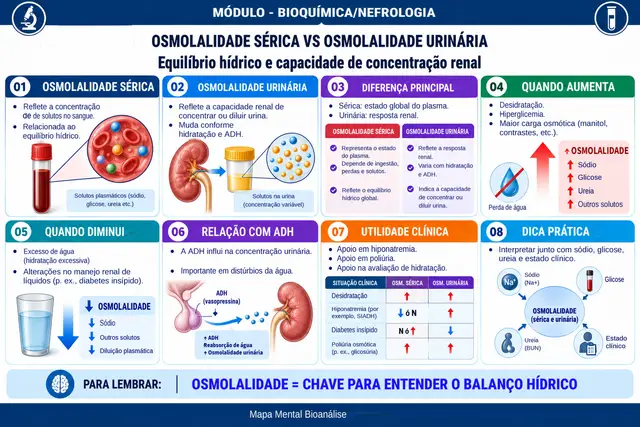 MÓDULO - BIOQUÍMICA/NEFROLOGIA
OSMOLALIDADE SÉRICA VS OSMOLALIDADE URINÁRIA
Equilíbrio hídrico e capacidade de concentração renal
01 OSMOLALIDADE SÉRICA
• Reflete a concentração
de de solutos no sangue.
• Relacionada ao
equilíbrio hídrico.
Solutos plasmáticos (sódio,
glicose, ureia etc.)
02 OSMOLALIDADE URINÁRIA
• Reflete a capacidade renal de
concentrar ou diluir urina.
• Muda conforme
hidratação e ADH.
Solutos na urina
(concentração variável)
03 DIFERENÇA PRINCIPAL
• Sérica: estado global do plasma.
• Urinária: resposta renal.
OSMOLALIDADE SÉRICA
• Representa o estado
do plasma.
• Depende de ingestão,
perdas e solutos.
• Reflete o equilíbrio
hídrico global.
OSMOLALIDADE URINÁRIA
• Reflete a resposta
renal.
• Varia com hidratação
e ADH.
• Indica a capacidade
de concentrar ou
diluir urina.
04 QUANDO AUMENTA
• Desidratação.
• Hiperglicemia.
• Maior carga osmótica (manitol,
contrastes, etc.).
Perda de água
↑ OSMOLALIDADE
↑ Sódio
↑ Glicose
↑ Ureia
↑ Outros solutos
05 QUANDO DIMINUI
• Excesso de água
(hidratação excessiva)
• Alterações no manejo renal de
líquidos (p. ex., diabetes insípido).
↓ OSMOLALIDADE
↓ Sódio
↓ Outros solutos
↓ Diluição plasmática
06 RELAÇÃO COM ADH
• A ADH influi na concentração urinária.
• Importante em distúrbios da água.
ADH
(vasopressina)
↑ ADH
Reabsorção de água
↑ Osmolalidade urinária
07 UTILIDADE CLÍNICA
• Apoio em hiponatremia.
• Apoio em poliúria.
• Apoio na avaliação de hidratação.
SITUAÇÃO CLÍNICA OSM. SÉRICA OSM. URINÁRIA
Desidratação ↑ ↑
Hiponatremia (por
exemplo, SIADH) ↓ ó N ↑
Diabetes insípido N ó ↑ ↓
Poliúria osmótica
(p. ex., glicosúria) ↑ ↑
08 DICA PRÁTICA
• Interpretar junto com sódio, glicose,
ureia e estado clínico.
Na⁺
Sódio
(Na+)
Glicose
OSMOLALIDADE
(sérica e urinária)
Ureia
(BUN)
Estado
clínico
PARA LEMBRAR: OSMOLALIDADE = CHAVE PARA ENTENDER O BALANÇO HÍDRICO
Mapa Mental Bioanálise